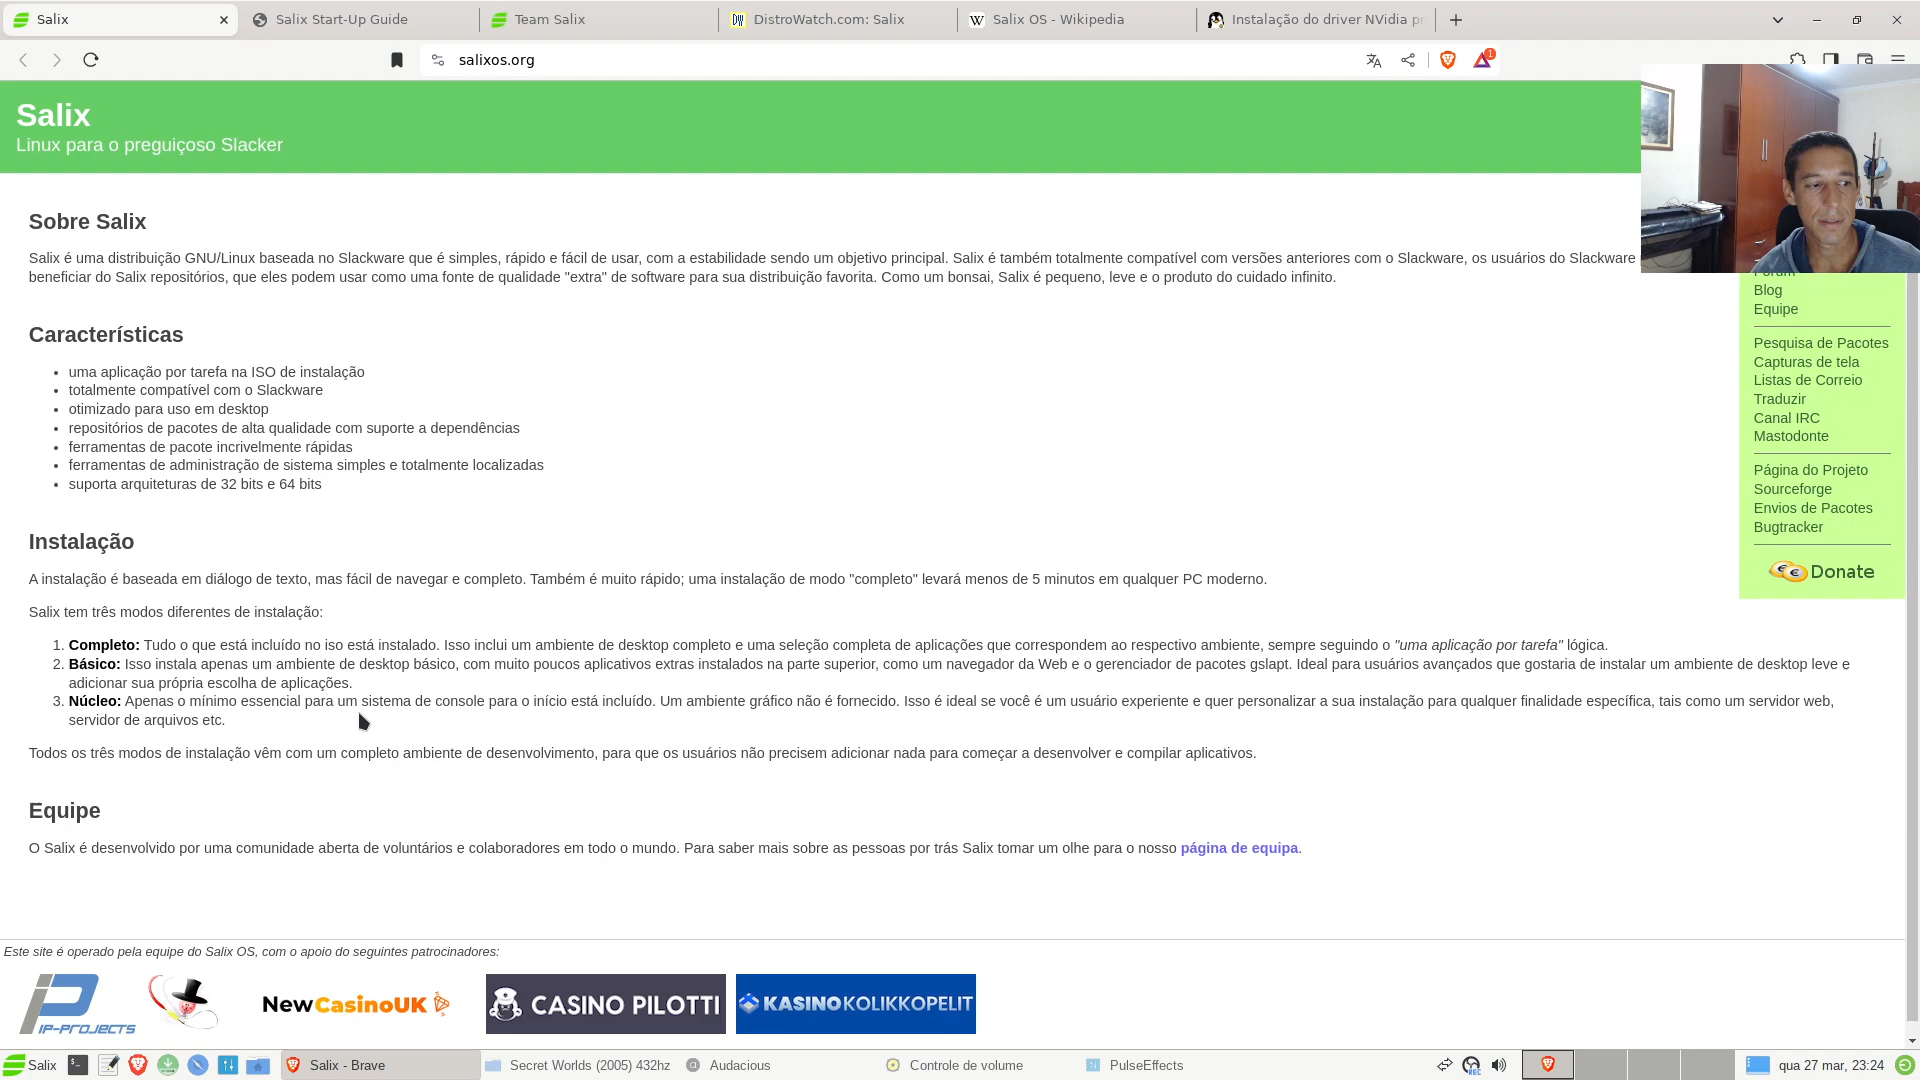 Salix
Salix Start-Up Guide
Team Salix
DistroWatch.com: Salix
Salix OS - Wikipedia
Instalação do driver NVidia pr
salixos.org
1
Salix
Linux para o preguiçoso Slacker
Sobre Salix
Salix é uma distribuição GNU/Linux baseada no Slackware que é simples, rápido e fácil de usar, com a estabilidade sendo um objetivo principal. Salix é também totalmente compatível com versões anteriores com o Slackware, os usuários do Slackware
beneficiar do Salix repositórios, que eles podem usar como uma fonte de qualidade "extra" de software para sua distribuição favorita. Como um bonsai, Salix é pequeno, leve e o produto do cuidado infinito.
Características
• uma aplicação por tarefa na ISO de instalação
• totalmente compatível com o Slackware
• otimizado para uso em desktop
• repositórios de pacotes de alta qualidade com suporte a dependências
• ferramentas de pacote incrivelmente rápidas
• ferramentas de administração de sistema simples e totalmente localizadas
• suporta arquiteturas de 32 bits e 64 bits
Instalação
A instalação é baseada em diálogo de texto, mas fácil de navegar e completo. Também é muito rápido; uma instalação de modo "completo" levará menos de 5 minutos em qualquer PC moderno.
Salix tem três modos diferentes de instalação:
1. Completo: Tudo o que está incluído no iso está instalado. Isso inclui um ambiente de desktop completo e uma seleção completa de aplicações que correspondem ao respectivo ambiente, sempre seguindo o "uma aplicação por tarefa" lógica.
2. Básico: Isso instala apenas um ambiente de desktop básico, com muito poucos aplicativos extras instalados na parte superior, como um navegador da Web e o gerenciador de pacotes gslapt. Ideal para usuários avançados que gostaria de instalar um ambiente de desktop leve e
adicionar sua própria escolha de aplicações.
3. Núcleo: Apenas o mínimo essencial para um sistema de console para o início está incluído. Um ambiente gráfico não é fornecido. Isso é ideal se você é um usuário experiente e quer personalizar a sua instalação para qualquer finalidade específica, tais como um servidor web,
servidor de arquivos etc.
Todos os três modos de instalação vêm com um completo ambiente de desenvolvimento, para que os usuários não precisem adicionar nada para começar a desenvolver e compilar aplicativos.
Equipe
O Salix é desenvolvido por uma comunidade aberta de voluntários e colaboradores em todo o mundo. Para saber mais sobre as pessoas por trás Salix tomar um olhe para o nosso página de equipa.
Fórum
Blog
Equipe
Pesquisa de Pacotes
Capturas de tela
Listas de Correio
Traduzir
Canal IRC
Mastodonte
Página do Projeto
Sourceforge
Envios de Pacotes
Bugtracker
Donate
Este site é operado pela equipe do Salix OS, com o apoio do seguintes patrocinadores:
IP-PROJECTS
NewCasinoUK
CASINO PILOTTI
KASINOKOLIKKOPELIT
Salix
Salix - Brave
Secret Worlds (2005) 432hz
Audacious
Controle de volume
PulseEffects
REC
qua 27 mar, 23:24